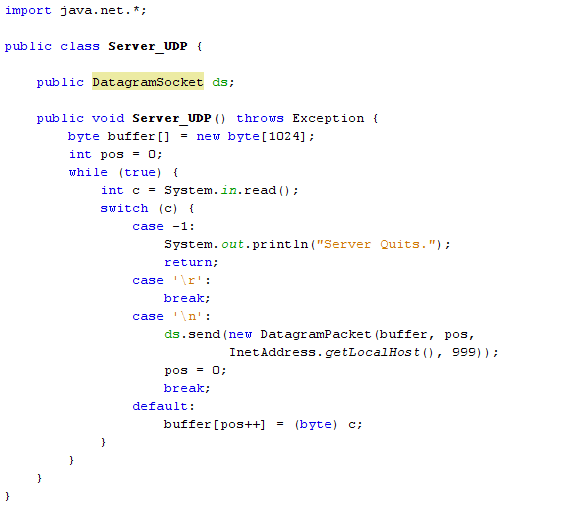 import java.net.*;
public class Server_UDP {
public DatagramSocket ds;
public void Server_UDP() throws Exception {
byte buffer[] = new byte[1024];
int pos = 0;
while (true) {
int c = System.in.read();
switch (c) {
case -1:
System.out.println("Server Quits.");
return;
case '\r':
break;
case '\n':
ds.send(new DatagramPacket(buffer, pos,
InetAddress.getLocalHost(), 999));
pos = 0;
break;
default:
buffer[pos++] = (byte) c;
}
}
}
}